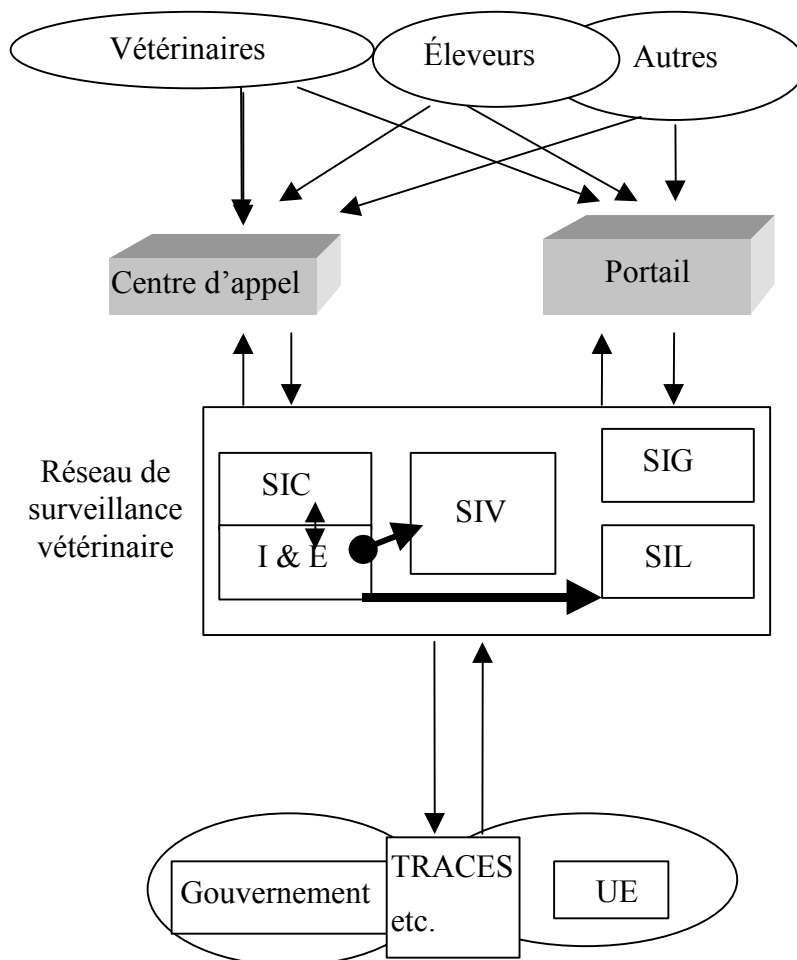 Vétérinaires
Éleveurs
Autres
Centre d'appel
Portail
Réseau de
surveillance
vétérinaire
SIC
I & E
SIV
SIG
SIL
Gouvernement
TRACES
etc.
UE